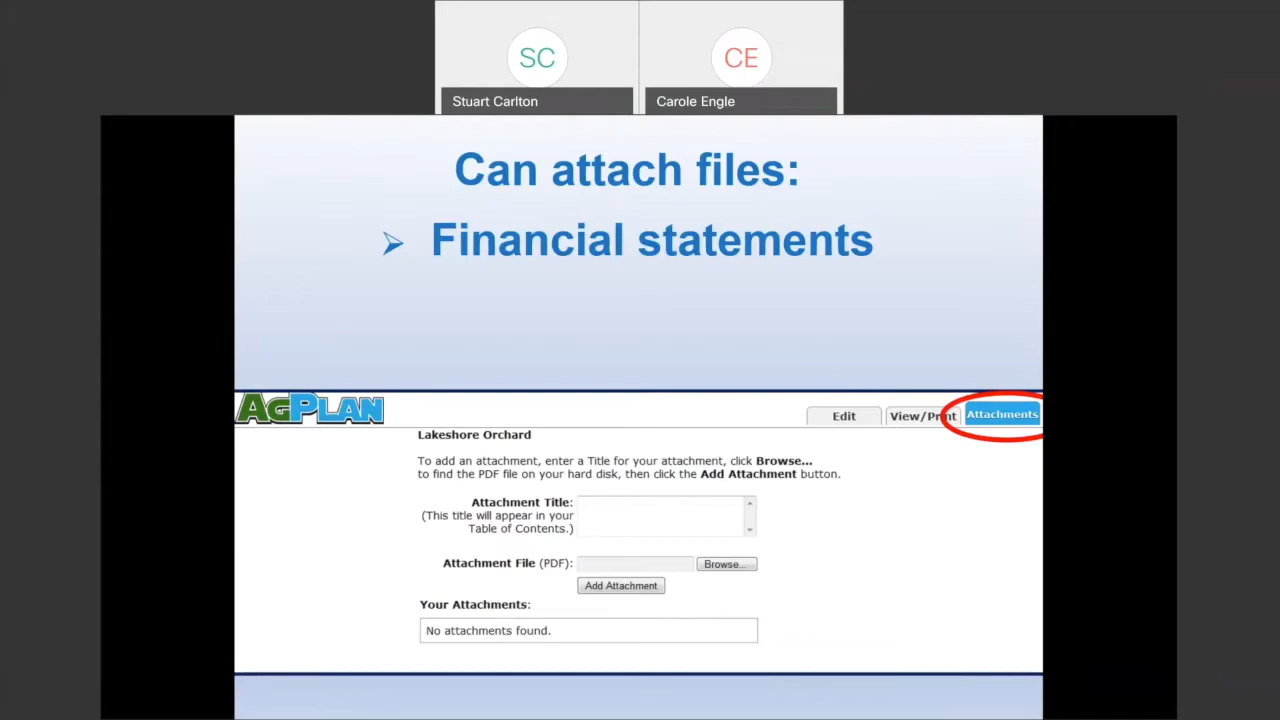 SC
CE
Stuart Carlton
Carole Engle
Can attach files:
Financial statements
AGPLAN
Edit
View/Print
Attachments
Lakeshore Orchard
To add an attachment, enter a Title for your attachment, click Browse...
to find the PDF file on your hard disk, then click the Add Attachment button.
Attachment Title:
(This title will appear in your
Table of Contents.)
Attachment File (PDF):
Browse...
Add Attachment
Your Attachments:
No attachments found.